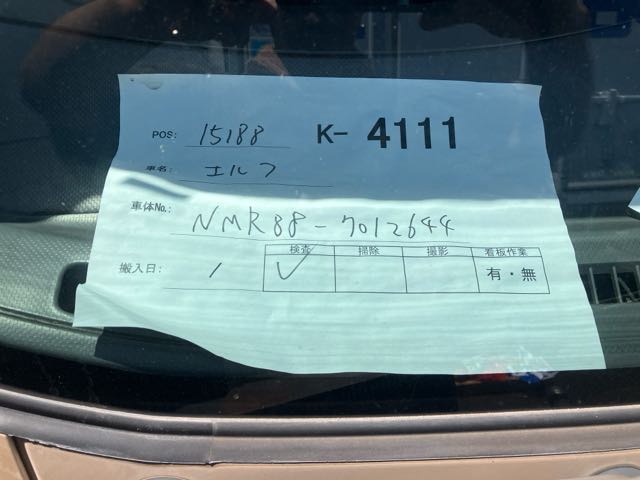 POS: 15188 K- 4111
車名: エルフ
車体No.: NMR88-7012644
検査 掃除 撮影 看板作業
搬入日: / ✓ 有・無